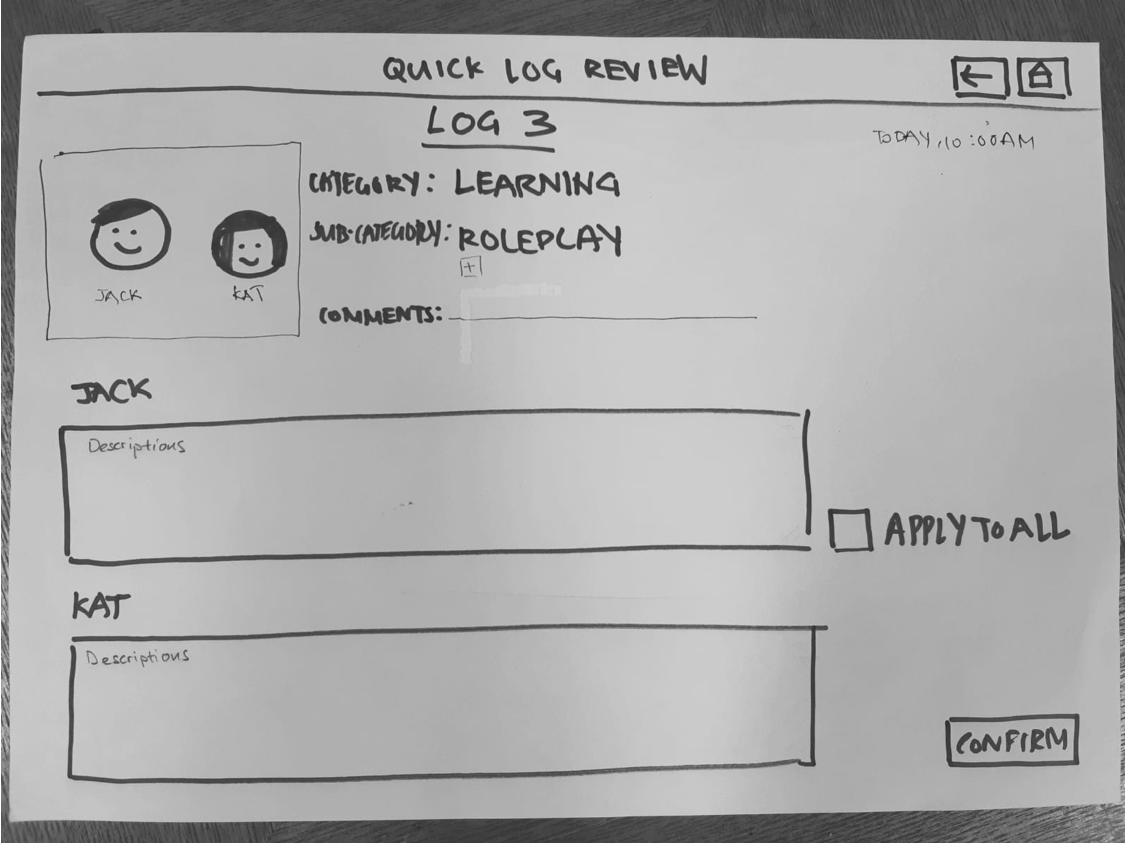 QUICK LOG REVIEW
LOG 3
TODAY, 10:00AM
CATEGORY: LEARNING
SUB-CATEGORY: ROLEPLAY
+
JACK KAT
COMMENTS:
JACK
Descriptions
APPLY TO ALL
KAT
Descriptions
CONFIRM